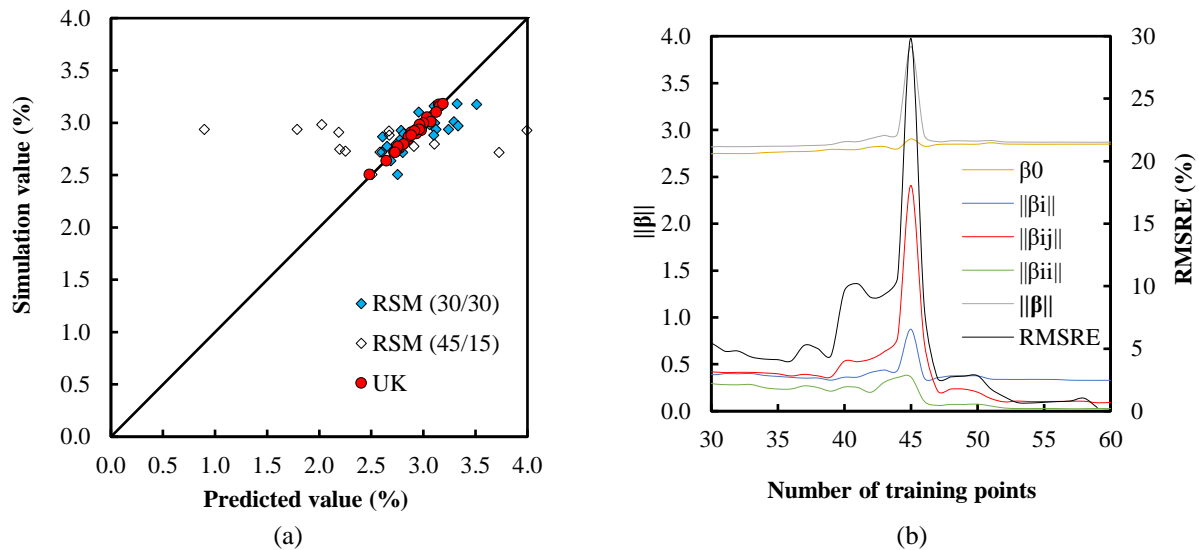 4.0
3.5
3.0
2.5
2.0
1.5
1.0
0.5
0.0
Simulation value (%)
RSM (30/30)
RSM (45/15)
UK
0.0 0.5 1.0 1.5 2.0 2.5 3.0 3.5 4.0
Predicted value (%)
(a)
4.0
3.5
3.0
2.5
2.0
1.5
1.0
0.5
0.0
||β||
β0
||βi||
||βij||
||βii||
||β||
RMSRE
30
25
20
15
10
5
0
RMSRE (%)
30 35 40 45 50 55 60
Number of training points
(b)